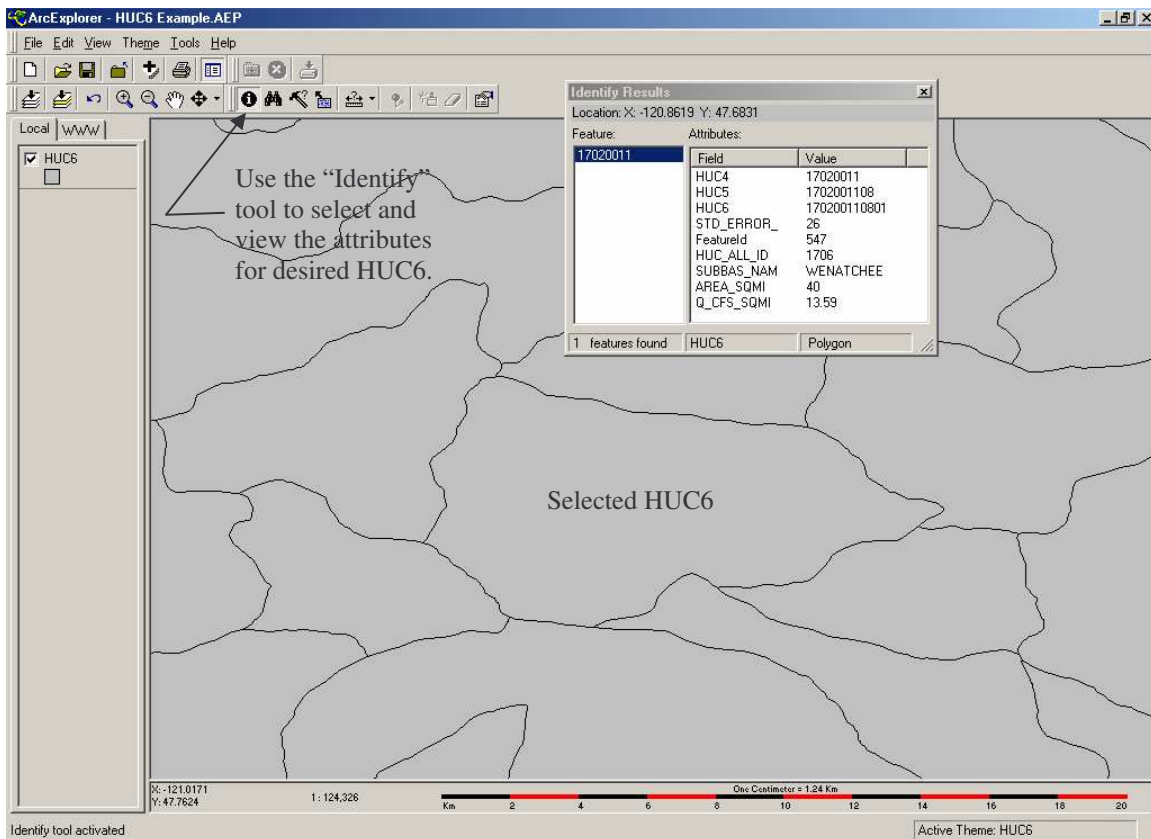 ArcExplorer - HUC6 Example.AEP
File Edit View Theme Tools Help
Local WWW
HUC6
Use the “Identify”
tool to select and
view the attributes
for desired HUC6.
Identify Results
Location: X: -120.8619 Y: 47.6831
Feature: Attributes:
17020011
Field Value
HUC4 17020011
HUC5 1702001108
HUC6 170200110801
STD_ERROR_ 26
FeatureId 547
HUC_ALL_ID 1706
SUBBAS_NAM WENATCHEE
AREA_SQMI 40
Q_CFS_SQMI 13.59
1 features found HUC6 Polygon
Selected HUC6
X:-121.0171
Y: 47.7624
1 : 124,326
One Centimeter = 1.24 Km
Km 2 4 6 8 10 12 14 16 18 20
Identify tool activated
Active Theme: HUC6